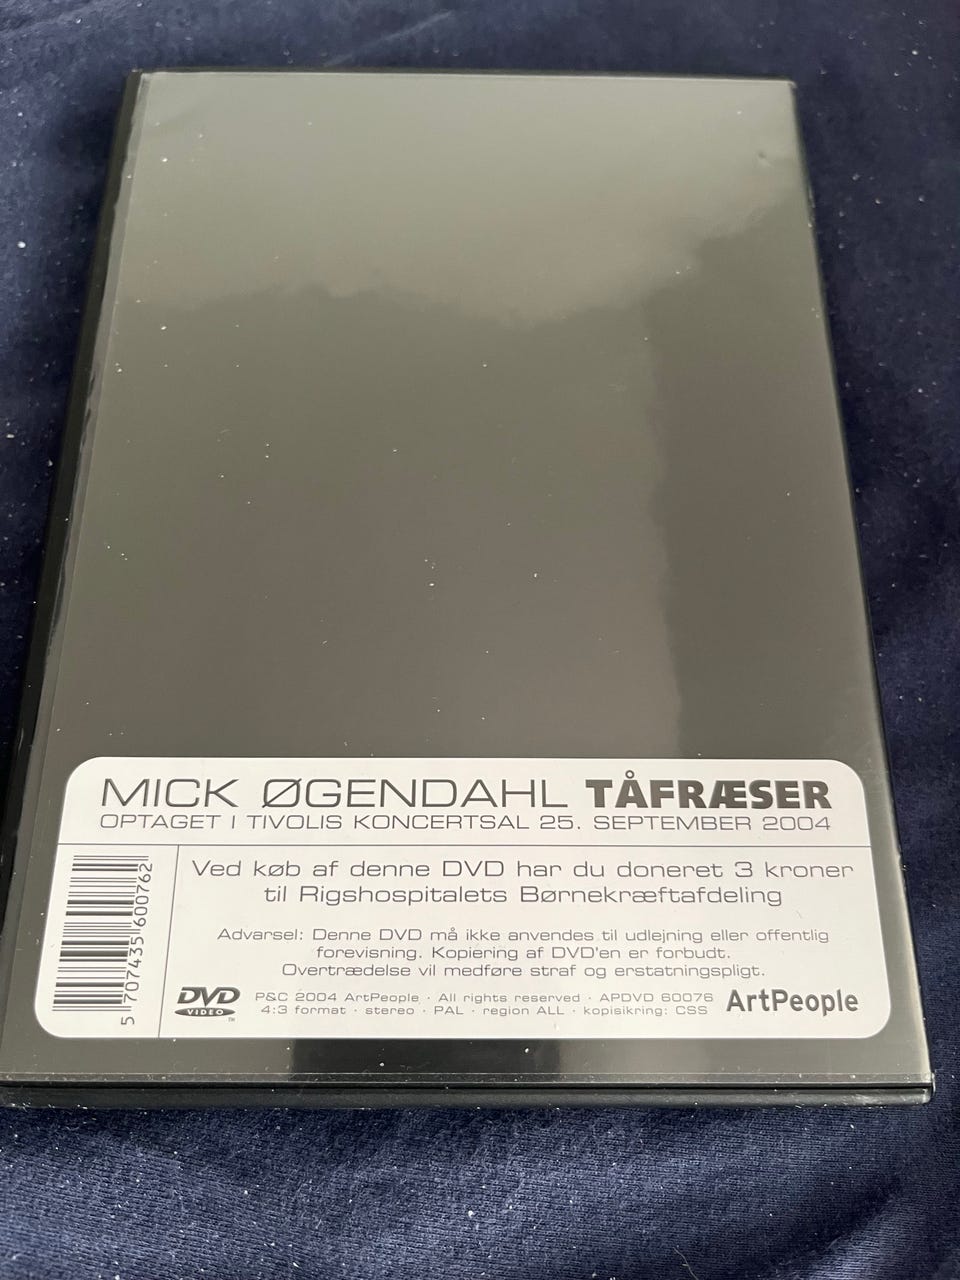 MICK ØGENDAHL TÅFRÆSER
OPTAGET I TIVOLIS KONCERTSAL 25. SEPTEMBER 2004
Ved køb af denne DVD har du doneret 3 kroner
til Rigshospitalets Børnekræftafdeling
Advarsel: Denne DVD må ikke anvendes til udlejning eller offentlig
forevisning. Kopiering af DVD'en er forbudt.
Overtrædelse vil medføre straf og erstatningspligt.
5 707435 600762
DVD
VIDEO
TM
P&C 2004 ArtPeople · All rights reserved · APDVD 60076
4:3 format · stereo · PAL · region ALL · kopisikring: CSS
ArtPeople